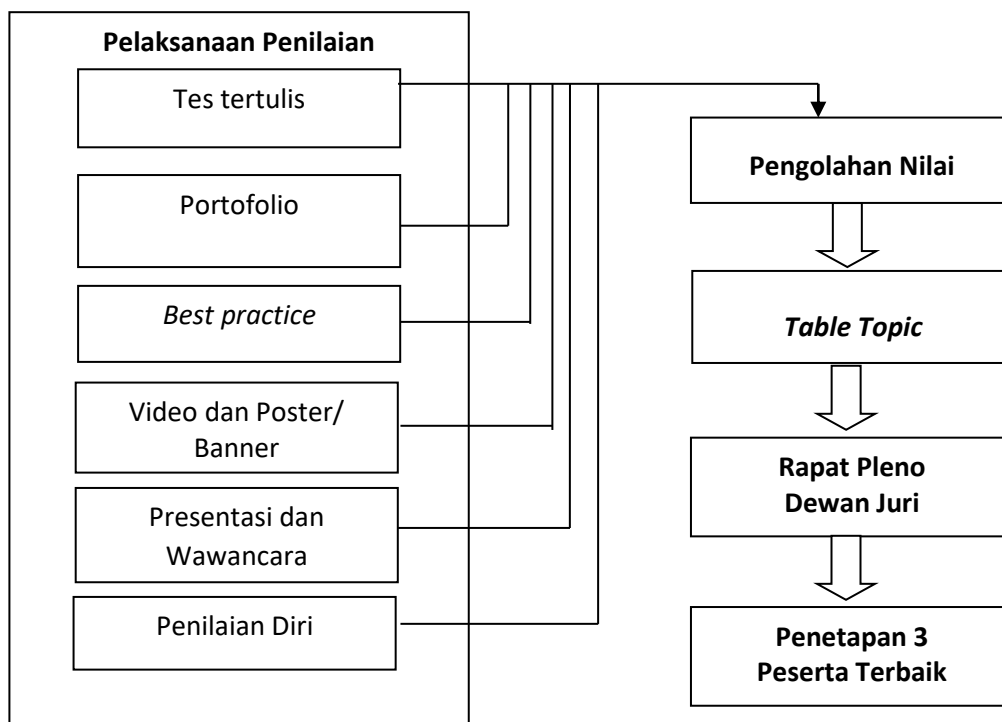 Pelaksanaan Penilaian
Tes tertulis
Portofolio
Best practice
Video dan Poster/
Banner
Presentasi dan
Wawancara
Penilaian Diri
Pengolahan Nilai
Table Topic
Rapat Pleno
Dewan Juri
Penetapan 3
Peserta Terbaik